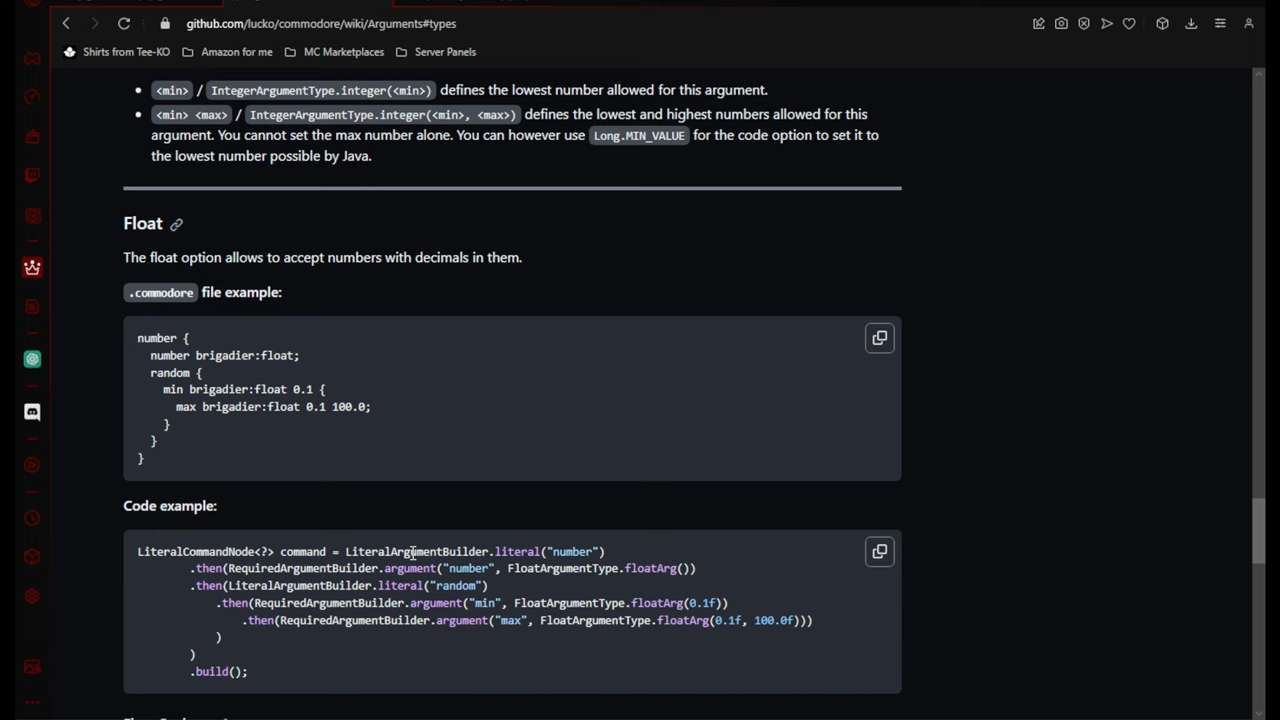 github.com/lucko/commodore/wiki/Arguments#types
Shirts from Tee-KO
Amazon for me
MC Marketplaces
Server Panels
<min> / IntegerArgumentType.integer(<min>) defines the lowest number allowed for this argument.
<min> <max> / IntegerArgumentType.integer(<min>, <max>) defines the lowest and highest numbers allowed for this
argument. You cannot set the max number alone. You can however use Long.MIN_VALUE for the code option to set it to
the lowest number possible by Java.
Float
The float option allows to accept numbers with decimals in them.
.commodore file example:
number {
  number brigadier:float;
  random {
    min brigadier:float 0.1 {
      max brigadier:float 0.1 100.0;
    }
  }
}
Code example:
LiteralCommandNode<?> command = LiteralArgumentBuilder.literal("number")
        .then(RequiredArgumentBuilder.argument("number", FloatArgumentType.floatArg())
        .then(LiteralArgumentBuilder.literal("random")
            .then(RequiredArgumentBuilder.argument("min", FloatArgumentType.floatArg(0.1f))
                .then(RequiredArgumentBuilder.argument("max", FloatArgumentType.floatArg(0.1f, 100.0f)))
            )
        )
        .build();